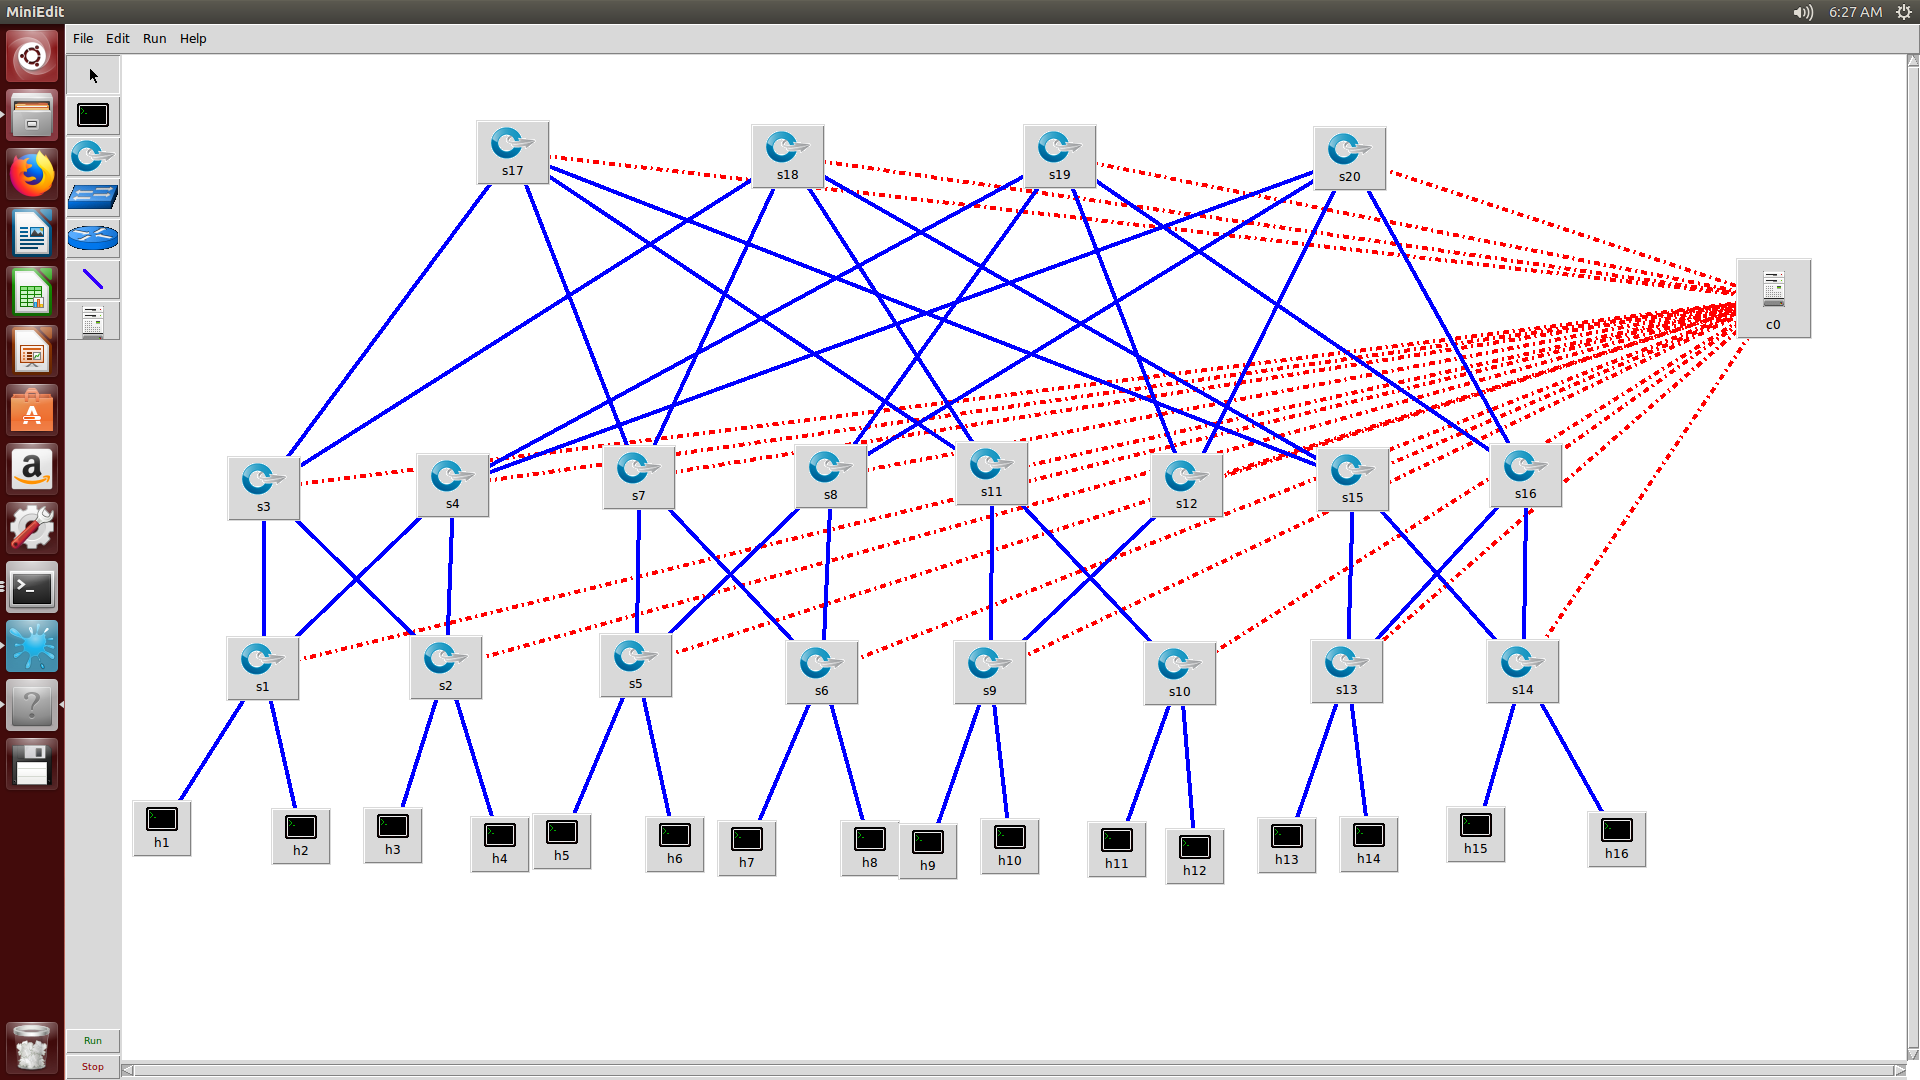 MiniEdit
6:27 AM
File Edit Run Help
s17
s18
s19
s20
c0
s3
s4
s7
s8
s11
s12
s15
s16
s1
s2
s5
s6
s9
s10
s13
s14
h1
h2
h3
h4
h5
h6
h7
h8
h9
h10
h11
h12
h13
h14
h15
h16
Run
Stop